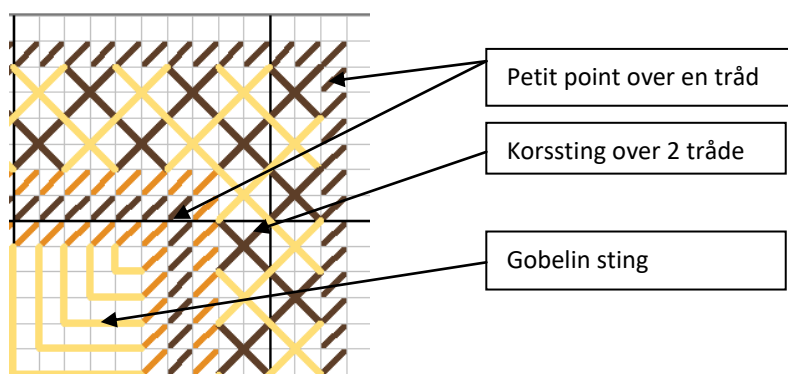 Petit point over en tråd
Korssting over 2 tråde
Gobelin sting